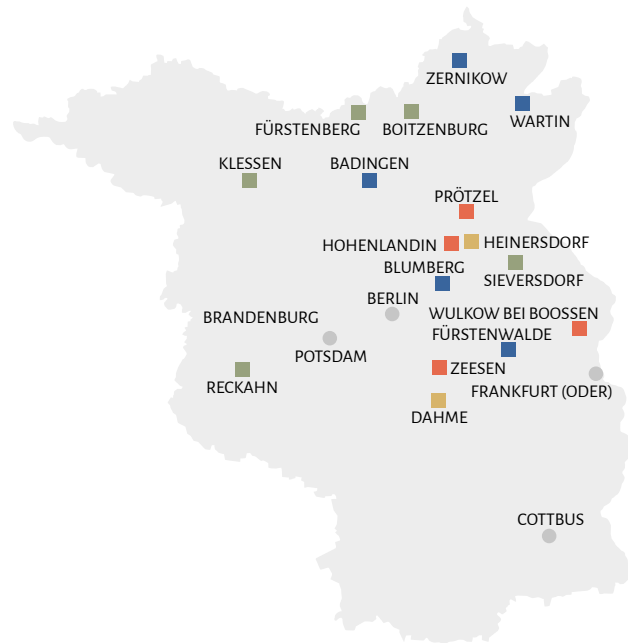 ZERNIKOW
WARTIN
FÜRSTENBERG
BOITZENBURG
KLESSEN
BADINGEN
PRÖTZEL
HOHENLANDIN
HEINERSDORF
BLUMBERG
SIEVERSDORF
BERLIN
BRANDENBURG
WULKOW BEI BOOSSEN
FÜRSTENWALDE
POTSDAM
ZEESEN
RECKAHN
FRANKFURT (ODER)
DAHME
COTTBUS